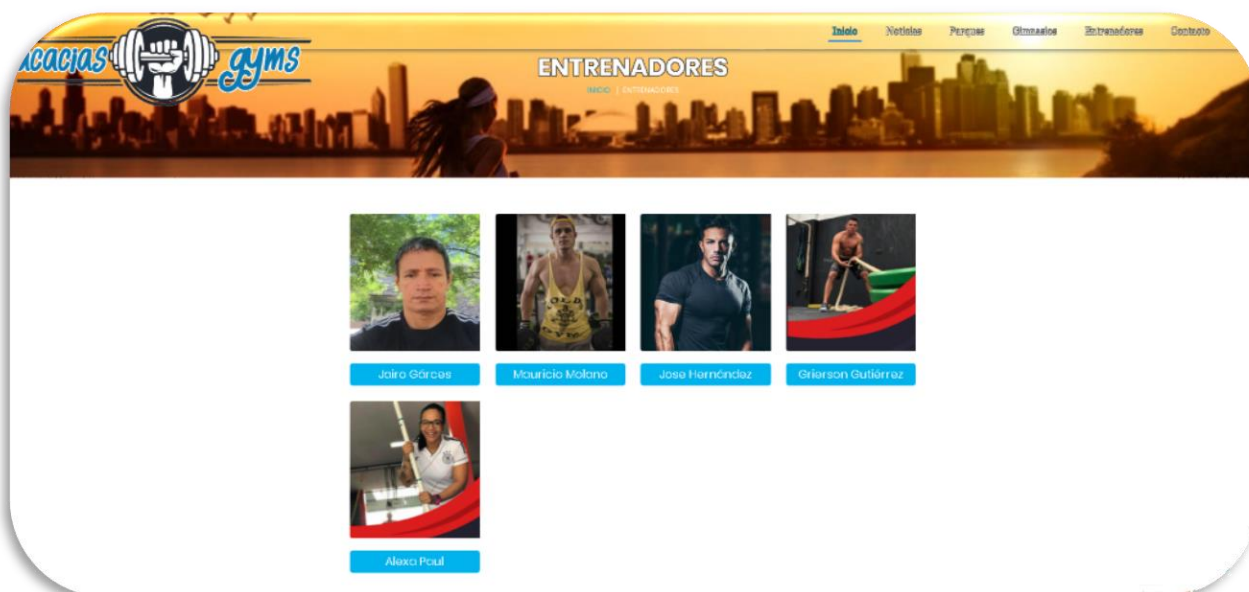 Inicio Noticias Parques Gimnasios Entrenadores Contacto
acacias gyms
ENTRENADORES
INICIO | ENTRENADORES
Jairo Gárces Mauricio Molano Jose Hernández Grierson Gutiérrez
Alexa Paul